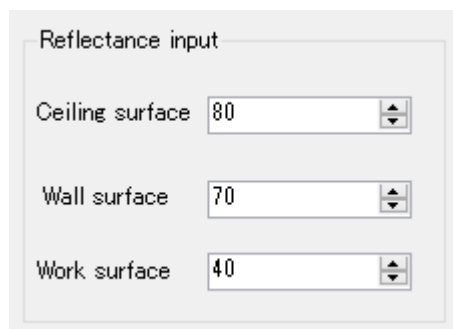 Reflectance input
Ceiling surface 80
Wall surface 70
Work surface 40